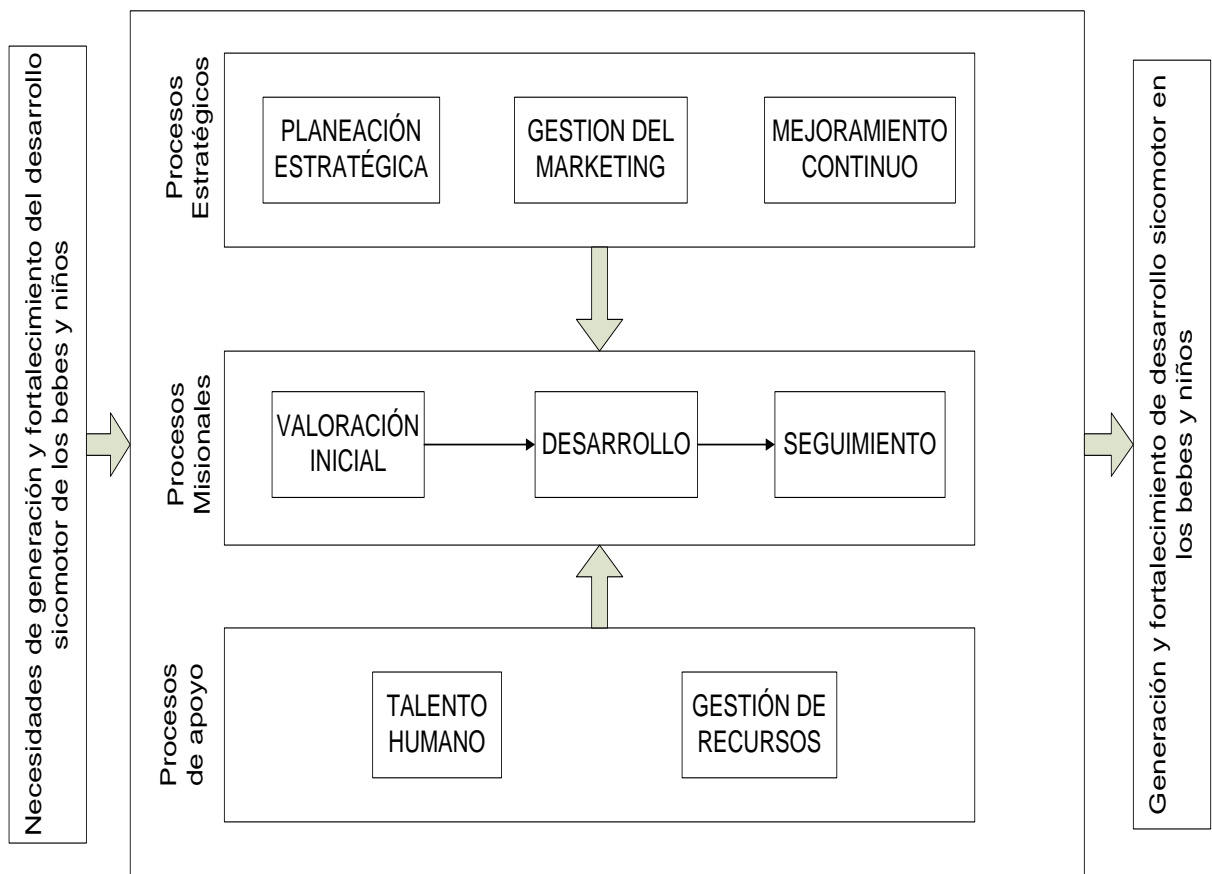 Necesidades de generación y fortalecimiento del desarrollo
sicomotor de los bebes y niños
Procesos
Estratégicos
PLANEACIÓN
ESTRATÉGICA
GESTION DEL
MARKETING
MEJORAMIENTO
CONTINUO
Procesos
Misionales
VALORACIÓN
INICIAL
DESARROLLO
SEGUIMIENTO
Procesos
de apoyo
TALENTO
HUMANO
GESTIÓN DE
RECURSOS
Generación y fortalecimiento de desarrollo sicomotor en
los bebes y niños